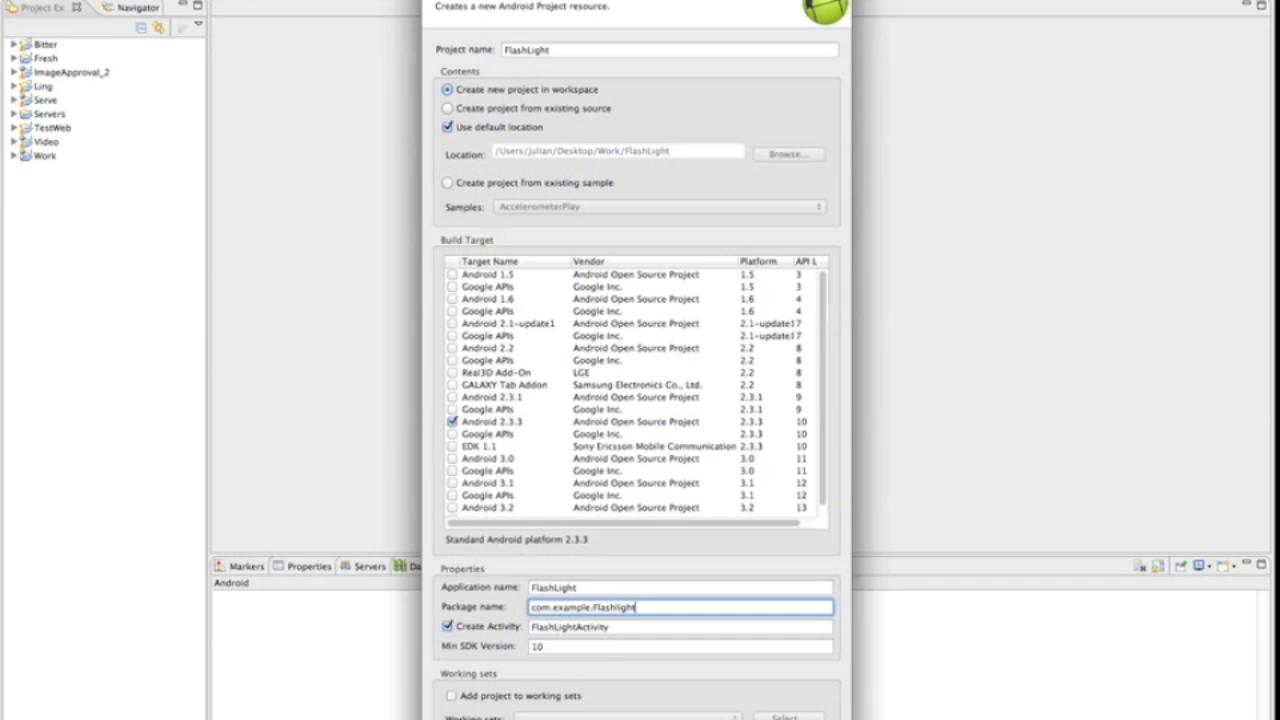 Project Ex
Navigator
Bitter
Fresh
ImageApproval_2
Ling
Serve
Servers
TestWeb
Video
Work
Creates a new Android Project resource.
Project name: FlashLight
Contents
Create new project in workspace
Create project from existing source
Use default location
Location: /Users/julian/Desktop/Work/FlashLight Browse...
Create project from existing sample
Samples: AccelerometerPlay
Build Target
Target Name Vendor Platform API L
Android 1.5 Android Open Source Project 1.5 3
Google APIs Google Inc. 1.5 3
Android 1.6 Android Open Source Project 1.6 4
Google APIs Google Inc. 1.6 4
Android 2.1-update1 Android Open Source Project 2.1-update1 7
Google APIs Google Inc. 2.1-update1 7
Android 2.2 Android Open Source Project 2.2 8
Google APIs Google Inc. 2.2 8
Real3D Add-On LGE 2.2 8
GALAXY Tab Addon Samsung Electronics Co., Ltd. 2.2 8
Android 2.3.1 Android Open Source Project 2.3.1 9
Google APIs Google Inc. 2.3.1 9
Android 2.3.3 Android Open Source Project 2.3.3 10
Google APIs Google Inc. 2.3.3 10
EDK 1.1 Sony Ericsson Mobile Communication 2.3.3 10
Android 3.0 Android Open Source Project 3.0 11
Google APIs Google Inc. 3.0 11
Android 3.1 Android Open Source Project 3.1 12
Google APIs Google Inc. 3.1 12
Android 3.2 Android Open Source Project 3.2 13
Standard Android platform 2.3.3
Properties
Application name: FlashLight
Package name: com.example.Flashlight
Create Activity: FlashLightActivity
Min SDK Version: 10
Working sets
Add project to working sets
Working sets: Select...
Markers Properties Servers Da
Android